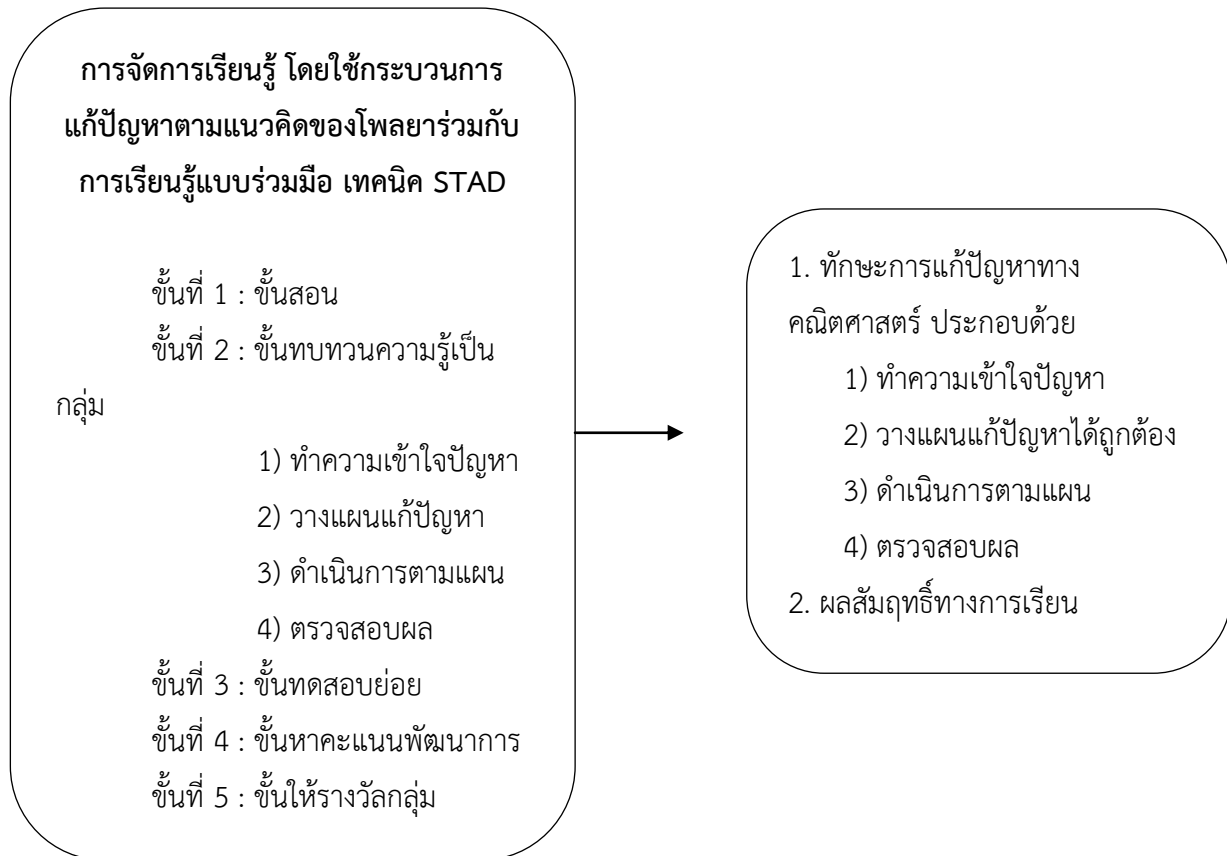 การจัดการเรียนรู้ โดยใช้กระบวนการ
แก้ปัญหาตามแนวคิดของโพลยาร่วมกับ
การเรียนรู้แบบร่วมมือ เทคนิค STAD
ขั้นที่ 1 : ขั้นสอน
ขั้นที่ 2 : ขั้นทบทวนความรู้เป็น
กลุ่ม
1) ทำความเข้าใจปัญหา
2) วางแผนแก้ปัญหา
3) ดำเนินการตามแผน
4) ตรวจสอบผล
ขั้นที่ 3 : ขั้นทดสอบย่อย
ขั้นที่ 4 : ขั้นหาคะแนนพัฒนาการ
ขั้นที่ 5 : ขั้นให้รางวัลกลุ่ม
1. ทักษะการแก้ปัญหาทาง
คณิตศาสตร์ ประกอบด้วย
1) ทำความเข้าใจปัญหา
2) วางแผนแก้ปัญหาได้ถูกต้อง
3) ดำเนินการตามแผน
4) ตรวจสอบผล
2. ผลสัมฤทธิ์ทางการเรียน